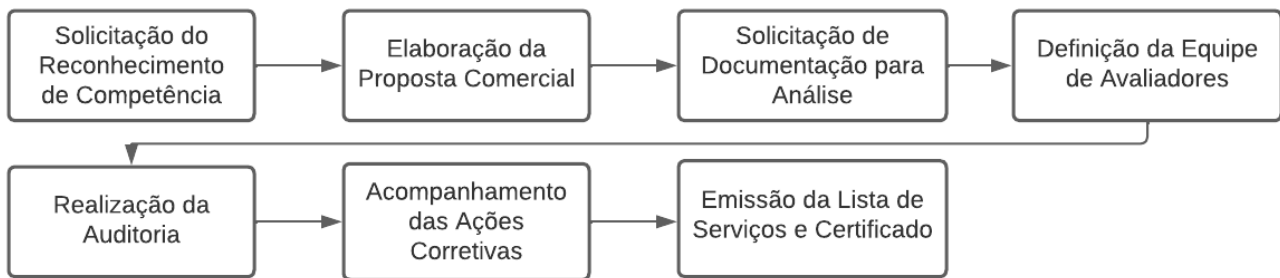 Solicitação do
Reconhecimento
de Competência
Elaboração da
Proposta Comercial
Solicitação de
Documentação para
Análise
Definição da Equipe
de Avaliadores
Realização da
Auditoria
Acompanhamento
das Ações
Corretivas
Emissão da Lista de
Serviços e Certificado